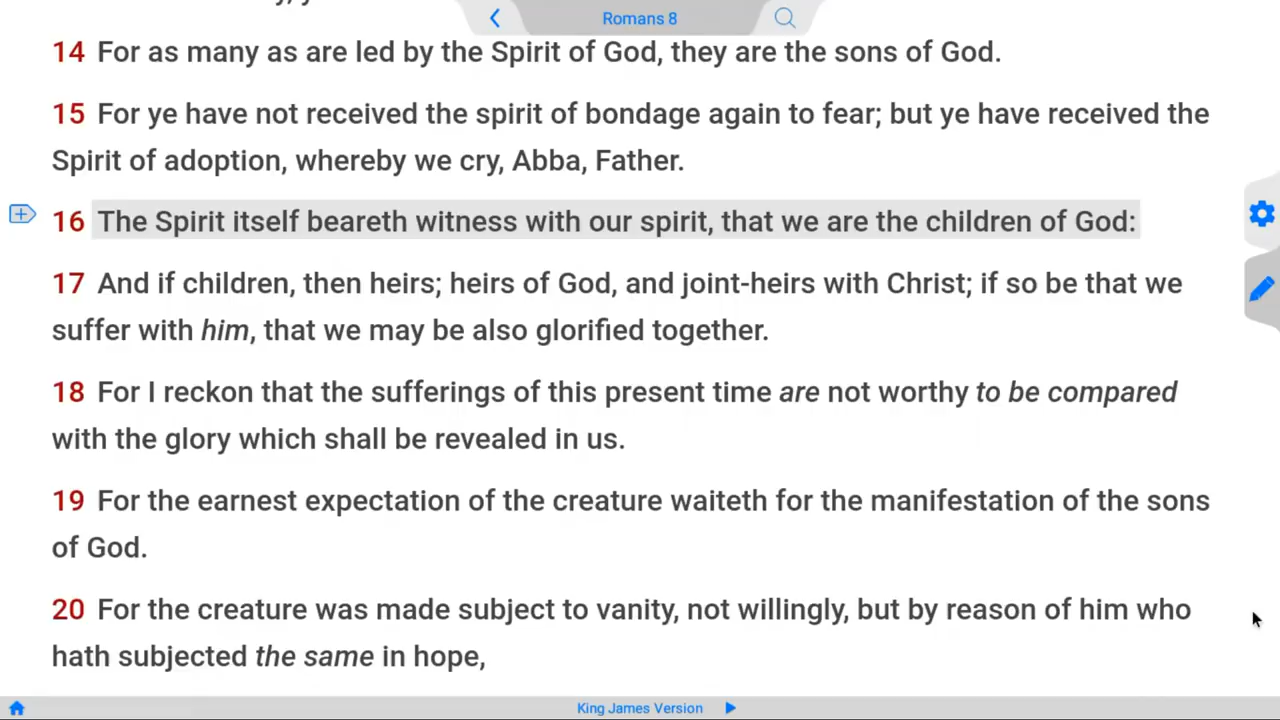 Romans 8
14 For as many as are led by the Spirit of God, they are the sons of God.
15 For ye have not received the spirit of bondage again to fear; but ye have received the
Spirit of adoption, whereby we cry, Abba, Father.
16 The Spirit itself beareth witness with our spirit, that we are the children of God:
17 And if children, then heirs; heirs of God, and joint-heirs with Christ; if so be that we
suffer with him, that we may be also glorified together.
18 For I reckon that the sufferings of this present time are not worthy to be compared
with the glory which shall be revealed in us.
19 For the earnest expectation of the creature waiteth for the manifestation of the sons
of God.
20 For the creature was made subject to vanity, not willingly, but by reason of him who
hath subjected the same in hope,
King James Version